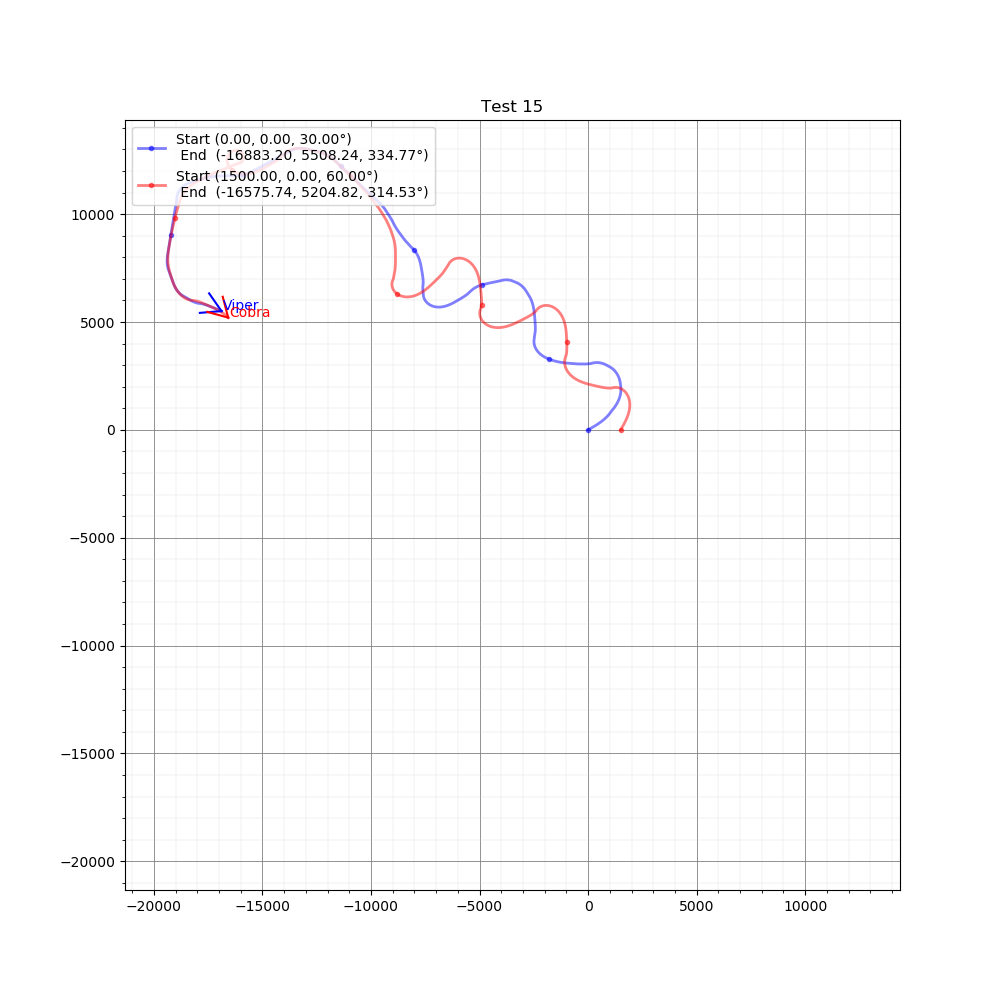 Test 15
Start (0.00, 0.00, 30.00°)
End (-16883.20, 5508.24, 334.77°)
Start (1500.00, 0.00, 60.00°)
End (-16575.74, 5204.82, 314.53°)
10000
5000
0
−5000
−10000
−15000
−20000
Viper
Cobra
−20000 −15000 −10000 −5000 0 5000 10000